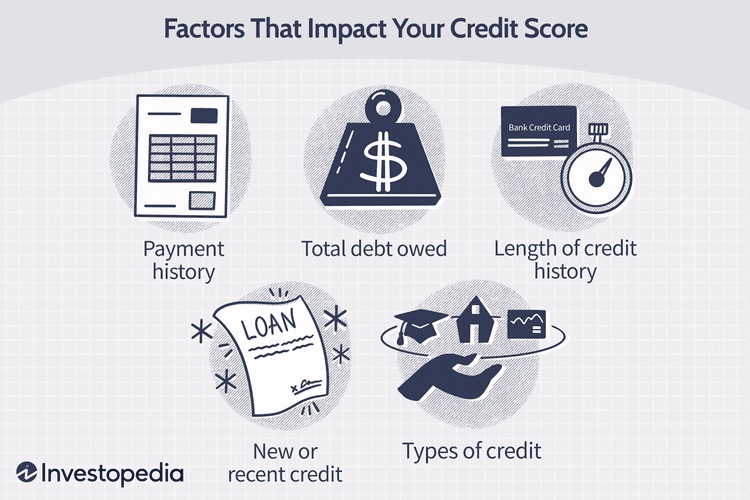 Factors That Impact Your Credit Score
Bank Credit Card
$
Payment
history
Total debt owed
Length of credit
history
LOAN
x
New or
recent credit
Types of credit
Investopedia